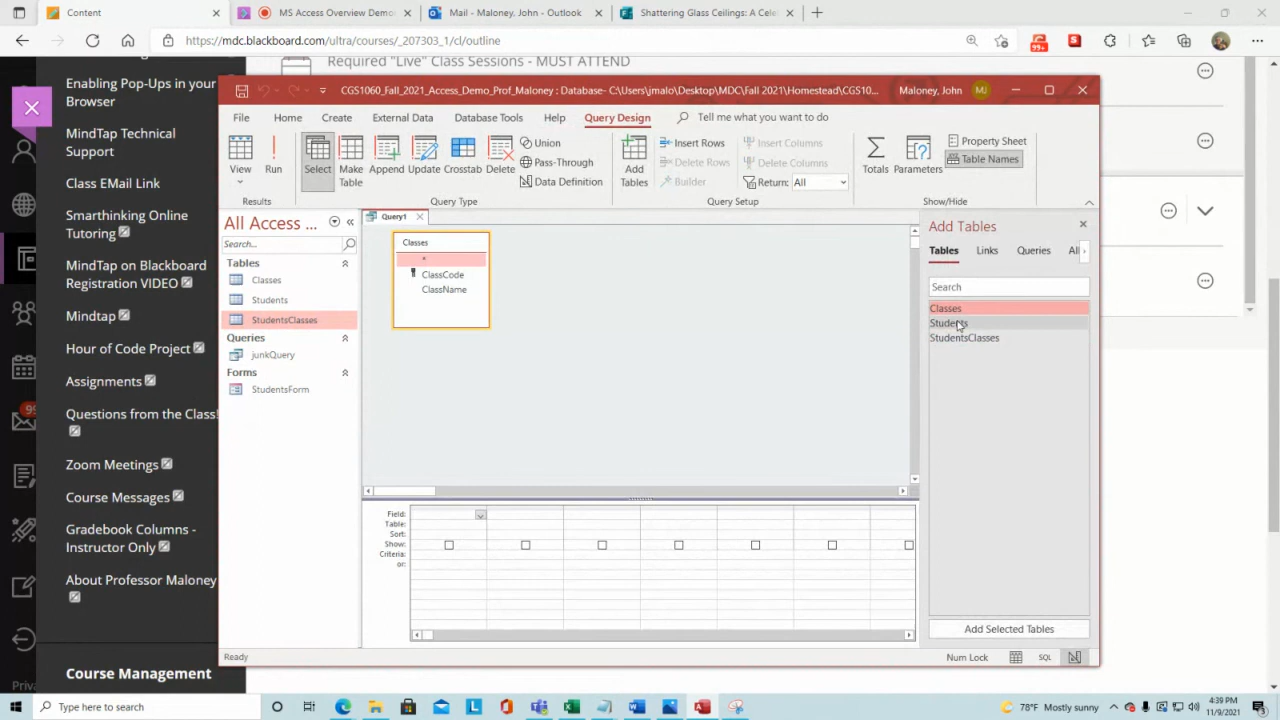 Content
MS Access Overview Demo
Mail - Maloney, John - Outlook
Shattering Glass Ceilings: A Cele
https://mdc.blackboard.com/ultra/courses/_207303_1/cl/outline
99+
Enabling Pop-Ups in your
Browser
MindTap Technical
Support
Class EMail Link
Smarthinking Online
Tutoring
MindTap on Blackboard
Registration VIDEO
Mindtap
Hour of Code Project
Assignments
Questions from the Class!
Zoom Meetings
Course Messages
Gradebook Columns -
Instructor Only
About Professor Maloney
Course Management
Priva
99
Required "Live" Class Sessions - MUST ATTEND
CGS1060_Fall_2021_Access_Demo_Prof_Maloney : Database- C:\Users\jmalo\Desktop\MDC\Fall 2021\Homestead\CGS10...
Maloney, John MJ
File Home Create External Data Database Tools Help Query Design Tell me what you want to do
View
Run
Results
Select
Make
Table
Append
Update
Crosstab
Delete
Union
Pass-Through
Data Definition
Query Type
Add
Tables
Insert Rows
Delete Rows
Builder
Insert Columns
Delete Columns
Return: All
Query Setup
Totals
Parameters
Property Sheet
Table Names
Show/Hide
All Access ...
Search...
Tables
Classes
Students
StudentsClasses
Queries
junkQuery
Forms
StudentsForm
Query1
Classes
*
ClassCode
ClassName
Field:
Table:
Sort:
Show:
Criteria:
or:
Add Tables
Tables Links Queries All
Search
Classes
Students
StudentsClasses
Add Selected Tables
Ready
Num Lock
SQL
Type here to search
78°F Mostly sunny
4:39 PM
11/9/2021